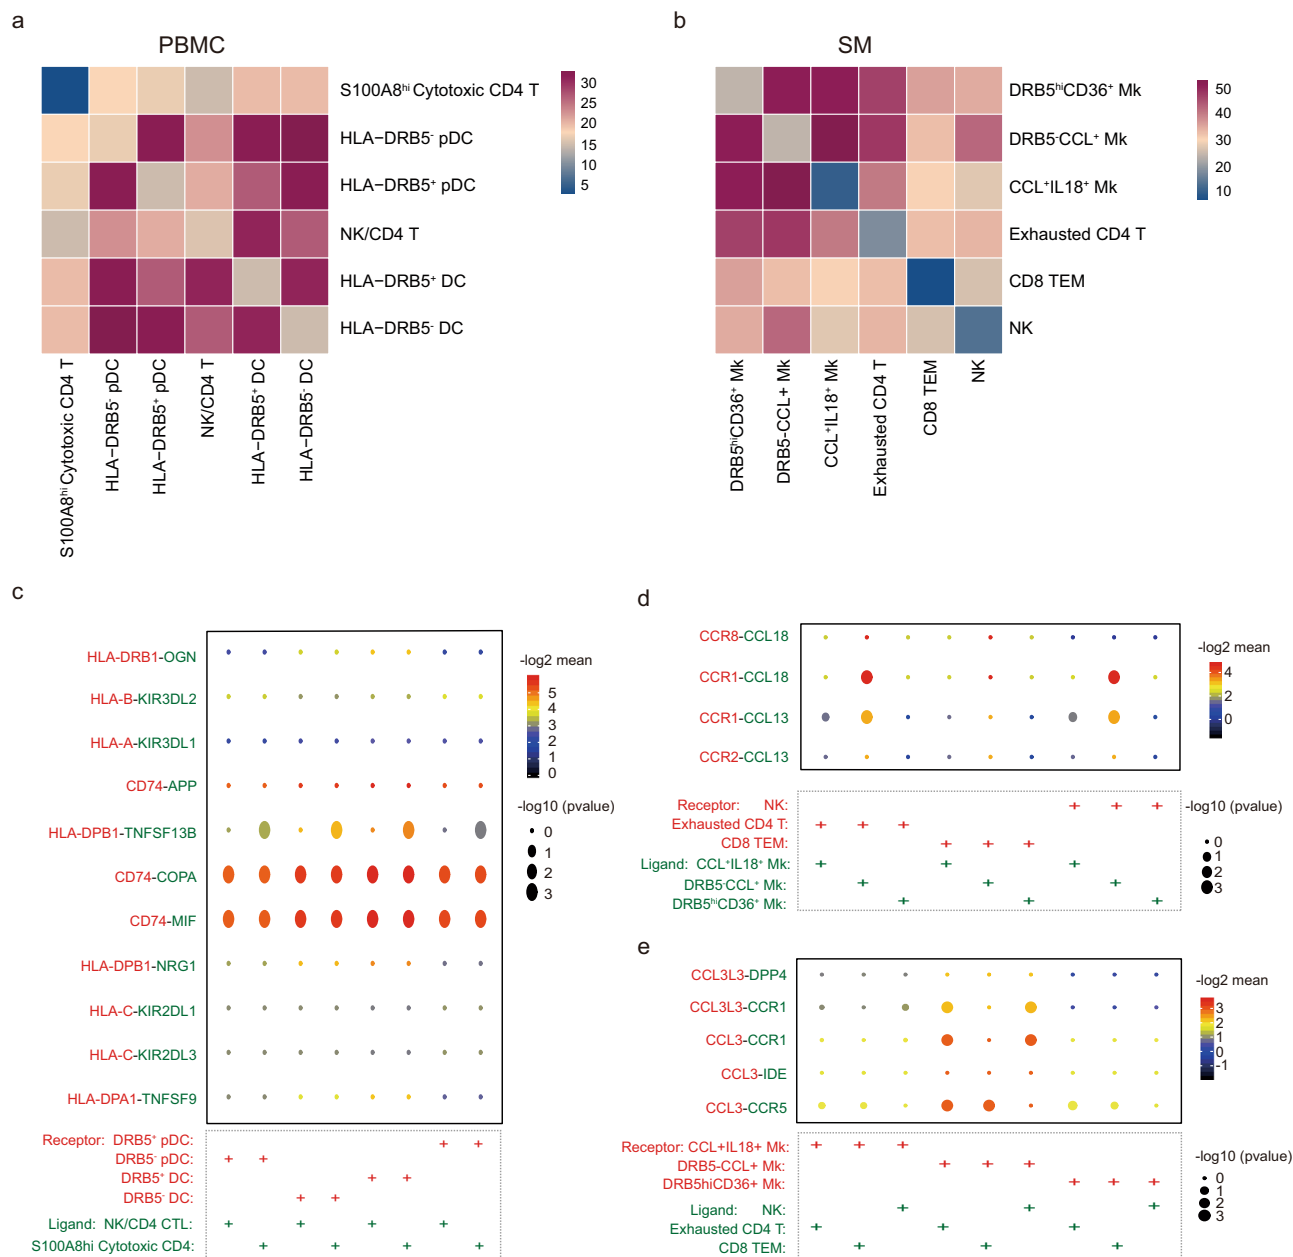 a
PBMC
S100A8hi Cytotoxic CD4 T
HLA−DRB5- pDC
HLA−DRB5+ pDC
NK/CD4 T
HLA−DRB5+ DC
HLA−DRB5- DC
30
25
20
15
10
5
S100A8hi Cytotoxic CD4 T
HLA−DRB5- pDC
HLA−DRB5+ pDC
NK/CD4 T
HLA−DRB5+ DC
HLA−DRB5- DC
b
SM
DRB5hiCD36+ Mk
DRB5-CCL+ Mk
CCL+IL18+ Mk
Exhausted CD4 T
CD8 TEM
NK
50
40
30
20
10
DRB5hiCD36+ Mk
DRB5-CCL+ Mk
CCL+IL18+ Mk
Exhausted CD4 T
CD8 TEM
NK
c
HLA-DRB1-OGN
HLA-B-KIR3DL2
HLA-A-KIR3DL1
CD74-APP
HLA-DPB1-TNFSF13B
CD74-COPA
CD74-MIF
HLA-DPB1-NRG1
HLA-C-KIR2DL1
HLA-C-KIR2DL3
HLA-DPA1-TNFSF9
-log2 mean
5
4
3
2
1
0
-log10 (pvalue)
0
1
2
3
Receptor: DRB5+ pDC: + +
DRB5- pDC: + +
DRB5+ DC: + +
DRB5- DC: + +
Ligand: NK/CD4 CTL: + + + +
S100A8hi Cytotoxic CD4: + + + +
d
CCR8-CCL18
CCR1-CCL18
CCR1-CCL13
CCR2-CCL13
-log2 mean
4
2
0
Receptor: NK: + + +
Exhausted CD4 T: + + +
CD8 TEM: + + +
Ligand: CCL+IL18+ Mk: + + +
DRB5-CCL+ Mk: + + +
DRB5hiCD36+ Mk: + + +
-log10 (pvalue)
0
1
2
3
e
CCL3L3-DPP4
CCL3L3-CCR1
CCL3-CCR1
CCL3-IDE
CCL3-CCR5
-log2 mean
3
2
1
0
-1
Receptor: CCL+IL18+ Mk: + + +
DRB5-CCL+ Mk: + + +
DRB5hiCD36+ Mk: + + +
Ligand: NK: + + +
Exhausted CD4 T: + + +
CD8 TEM: + + +
-log10 (pvalue)
0
1
2
3